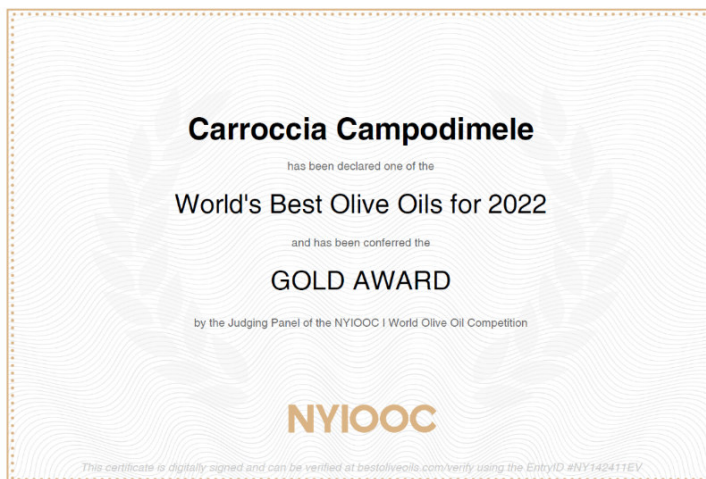 Carroccia Campodimele
has been declared one of the
World's Best Olive Oils for 2022
and has been conferred the
GOLD AWARD
by the Judging Panel of the NYIOOC | World Olive Oil Competition
NYIOOC
This certificate is digitally signed and can be verified at bestoliveoils.com/verify using the EntryID #NY142411EV